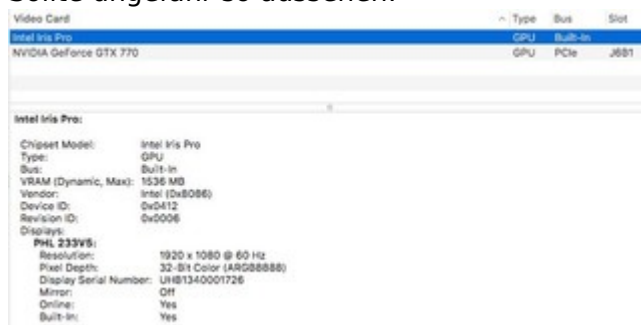 Sollte ungefähr so aussehen:
Video Card Type Bus Slot
Intel Iris Pro GPU Built-In
NVIDIA GeForce GTX 770 GPU PCIe J6B1
Intel Iris Pro:
Chipset Model: Intel Iris Pro
Type: GPU
Bus: Built-In
VRAM (Dynamic, Max): 1536 MB
Vendor: Intel (0x8086)
Device ID: 0x0412
Revision ID: 0x0006
Displays:
PHL 233V5:
Resolution: 1920 x 1080 @ 60 Hz
Pixel Depth: 32-Bit Color (ARGB8888)
Display Serial Number: UHB1340001726
Mirror: Off
Online: Yes
Built-In: Yes